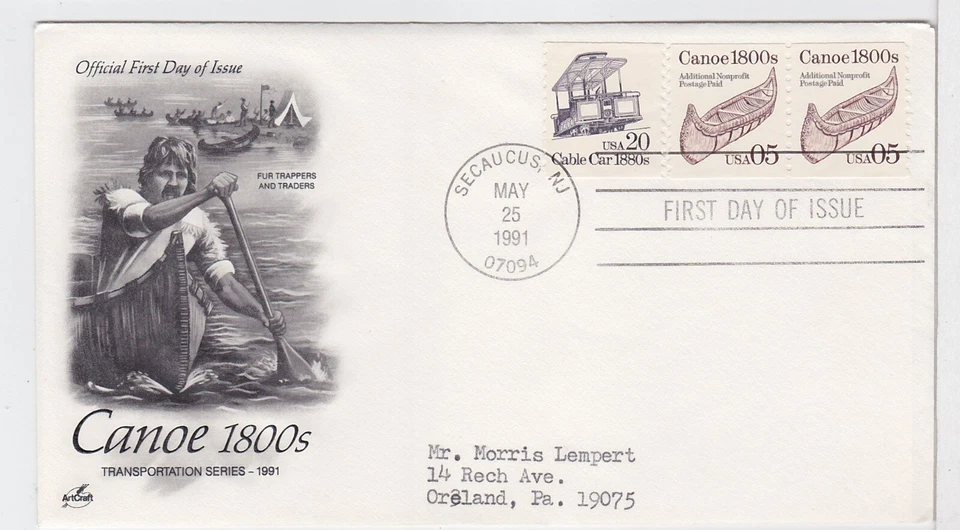 Official First Day of Issue
FUR TRAPPERS
AND TRADERS
Canoe 1800s
TRANSPORTATION SERIES – 1991
ArtCraft
USA 20
Cable Car 1880s
Canoe 1800s
Additional Nonprofit
Postage Paid
USA 05
Canoe 1800s
Additional Nonprofit
Postage Paid
USA 05
SECAUCUS, NJ
MAY
25
1991
07094
FIRST DAY OF ISSUE
Mr. Morris Lempert
14 Rech Ave.
Oreland, Pa. 19075